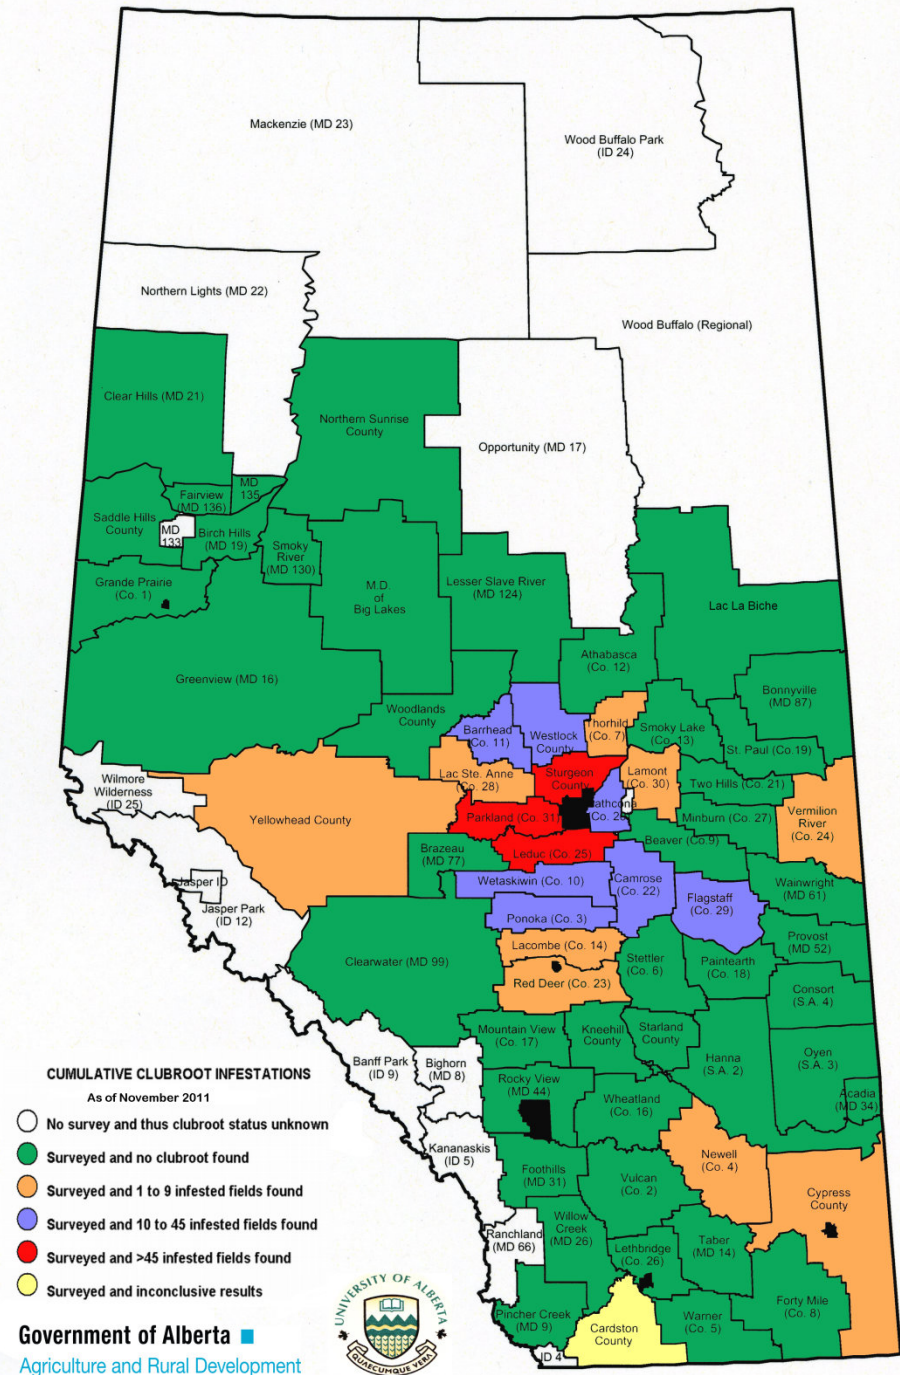 Mackenzie (MD 23)
Wood Buffalo Park
(ID 24)
Northern Lights (MD 22)
Wood Buffalo (Regional)
Clear Hills (MD 21)
Northern Sunrise
County
Opportunity (MD 17)
MD
135
Fairview
(MD 136)
Saddle Hills
County
MD
133
Birch Hills
(MD 19)
Smoky
River
(MD 130)
Grande Prairie
(Co. 1)
M.D.
of
Big Lakes
Lesser Slave River
(MD 124)
Lac La Biche
Athabasca
(Co. 12)
Greenview (MD 16)
Bonnyville
(MD 87)
Woodlands
County
Barrhead
(Co. 11)
Westlock
County
Thorhild
(Co. 7)
Smoky Lake
(Co. 13)
St. Paul (Co.19)
Wilmore
Wilderness
(ID 25)
Lac Ste. Anne
(Co. 28)
Sturgeon
County
Lamont
(Co. 30)
Two Hills (Co. 21)
Yellowhead County
Parkland (Co. 31)
Minburn (Co. 27)
Vermilion
River
(Co. 24)
Brazeau
(MD 77)
Leduc (Co. 25)
Beaver (Co.9)
Jasper ID
Jasper Park
(ID 12)
Wetaskiwin (Co. 10)
Camrose
(Co. 22)
Flagstaff
(Co. 29)
Wainwright
(MD 61)
Ponoka (Co. 3)
Provost
(MD 52)
Clearwater (MD 99)
Lacombe (Co. 14)
Stettler
(Co. 6)
Paintearth
(Co. 18)
Red Deer (Co. 23)
Consort
(S.A. 4)
Mountain View
(Co. 17)
Kneehill
County
Starland
County
Hanna
(S.A. 2)
Oyen
(S.A. 3)
Banff Park
(ID 9)
Bighorn
(MD 8)
Rocky View
(MD 44)
Wheatland
(Co. 16)
Acadia
(MD 34)
Kananaskis
(ID 5)
Newell
(Co. 4)
Foothills
(MD 31)
Vulcan
(Co. 2)
Cypress
County
Ranchland
(MD 66)
Willow
Creek
(MD 26)
Lethbridge
(Co. 26)
Taber
(MD 14)
Pincher Creek
(MD 9)
Cardston
County
Warner
(Co. 5)
Forty Mile
(Co. 8)
ID 4
CUMULATIVE CLUBROOT INFESTATIONS
As of November 2011
No survey and thus clubroot status unknown
Surveyed and no clubroot found
Surveyed and 1 to 9 infested fields found
Surveyed and 10 to 45 infested fields found
Surveyed and >45 infested fields found
Surveyed and inconclusive results
Government of Alberta
Agriculture and Rural Development
UNIVERSITY OF ALBERTA
QUAECUMQUE VERA